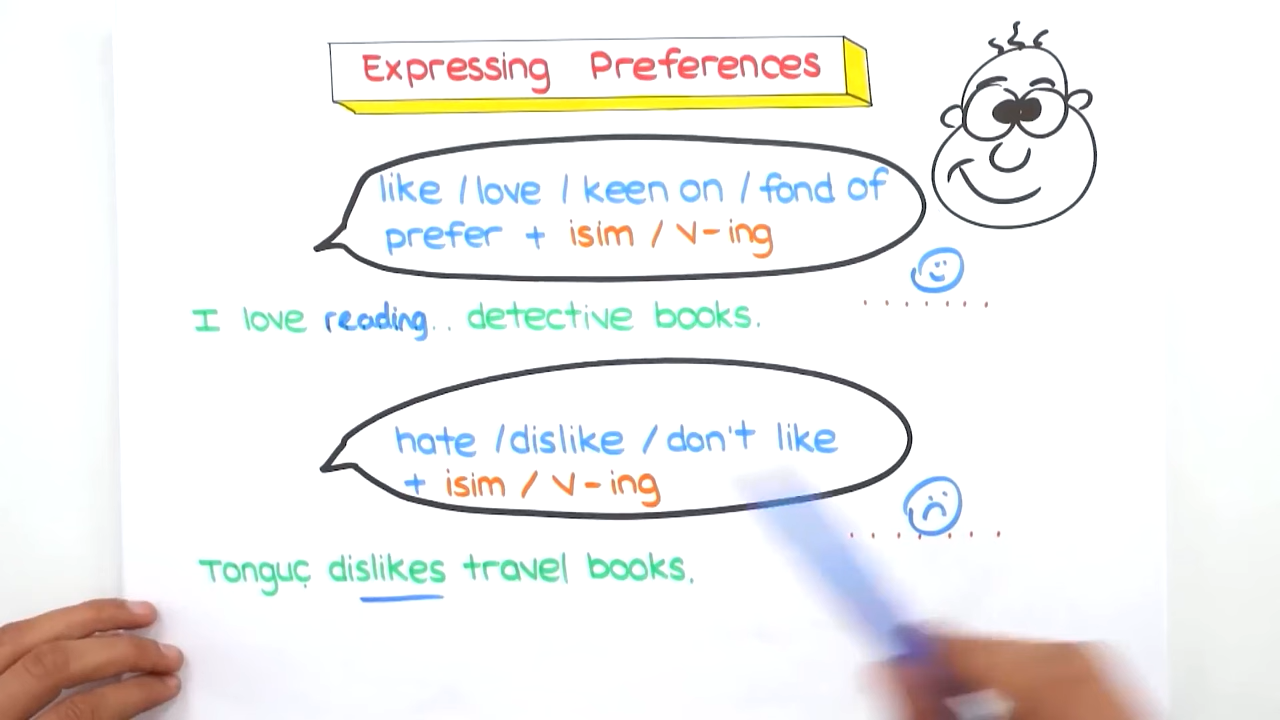 Expressing Preferences
like / love / keen on / fond of
prefer + isim / V-ing
I love reading.. detective books.
hate / dislike / don't like
+ isim / V-ing
Tonguç dislikes travel books.